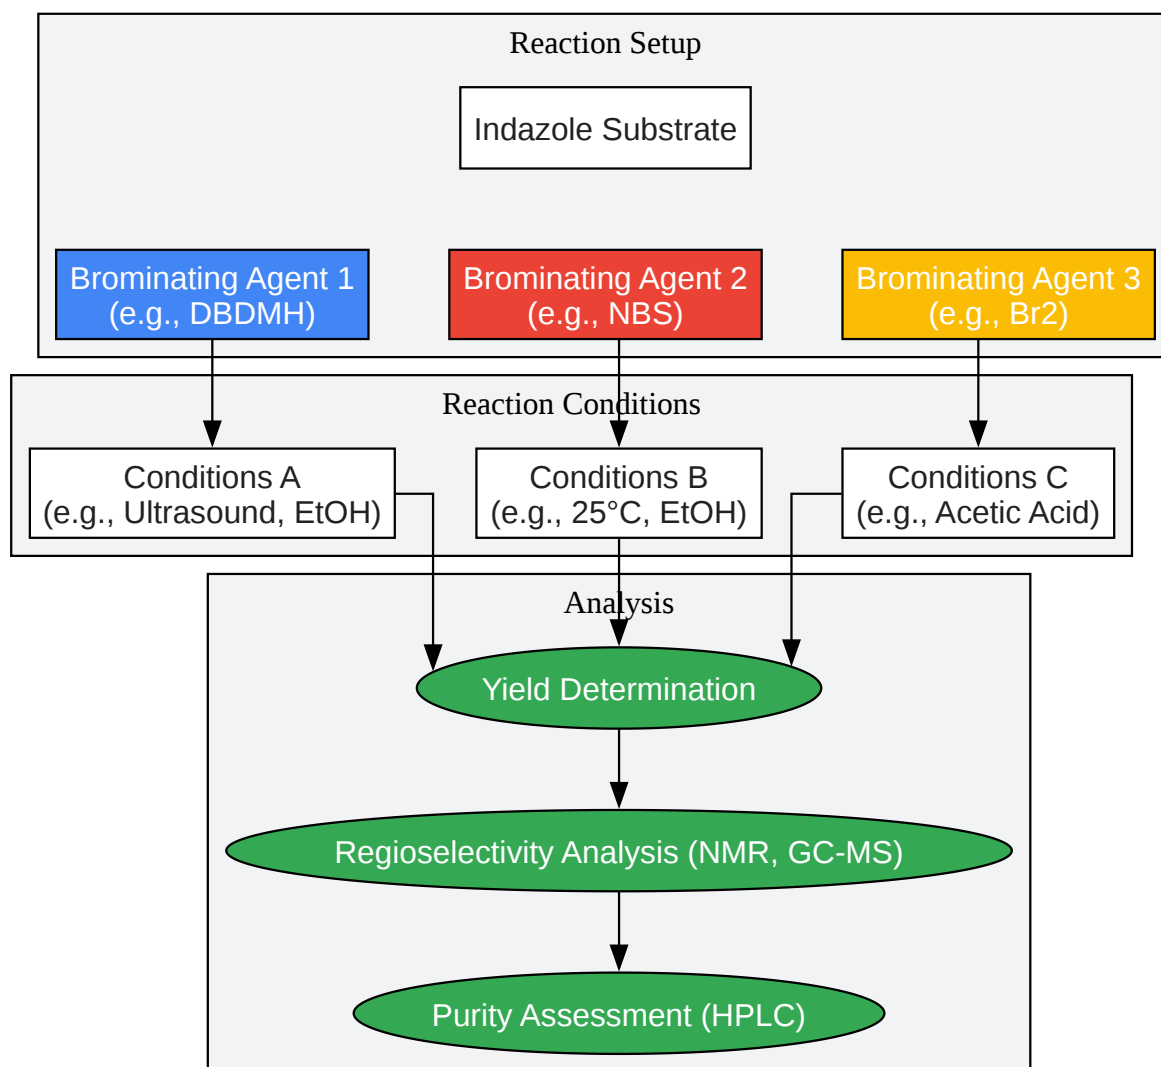 Reaction Setup
Indazole Substrate
Brominating Agent 1
(e.g., DBDMH)
Brominating Agent 2
(e.g., NBS)
Brominating Agent 3
(e.g., Br2)
Reaction Conditions
Conditions A
(e.g., Ultrasound, EtOH)
Conditions B
(e.g., 25°C, EtOH)
Conditions C
(e.g., Acetic Acid)
Analysis
Yield Determination
Regioselectivity Analysis (NMR, GC-MS)
Purity Assessment (HPLC)